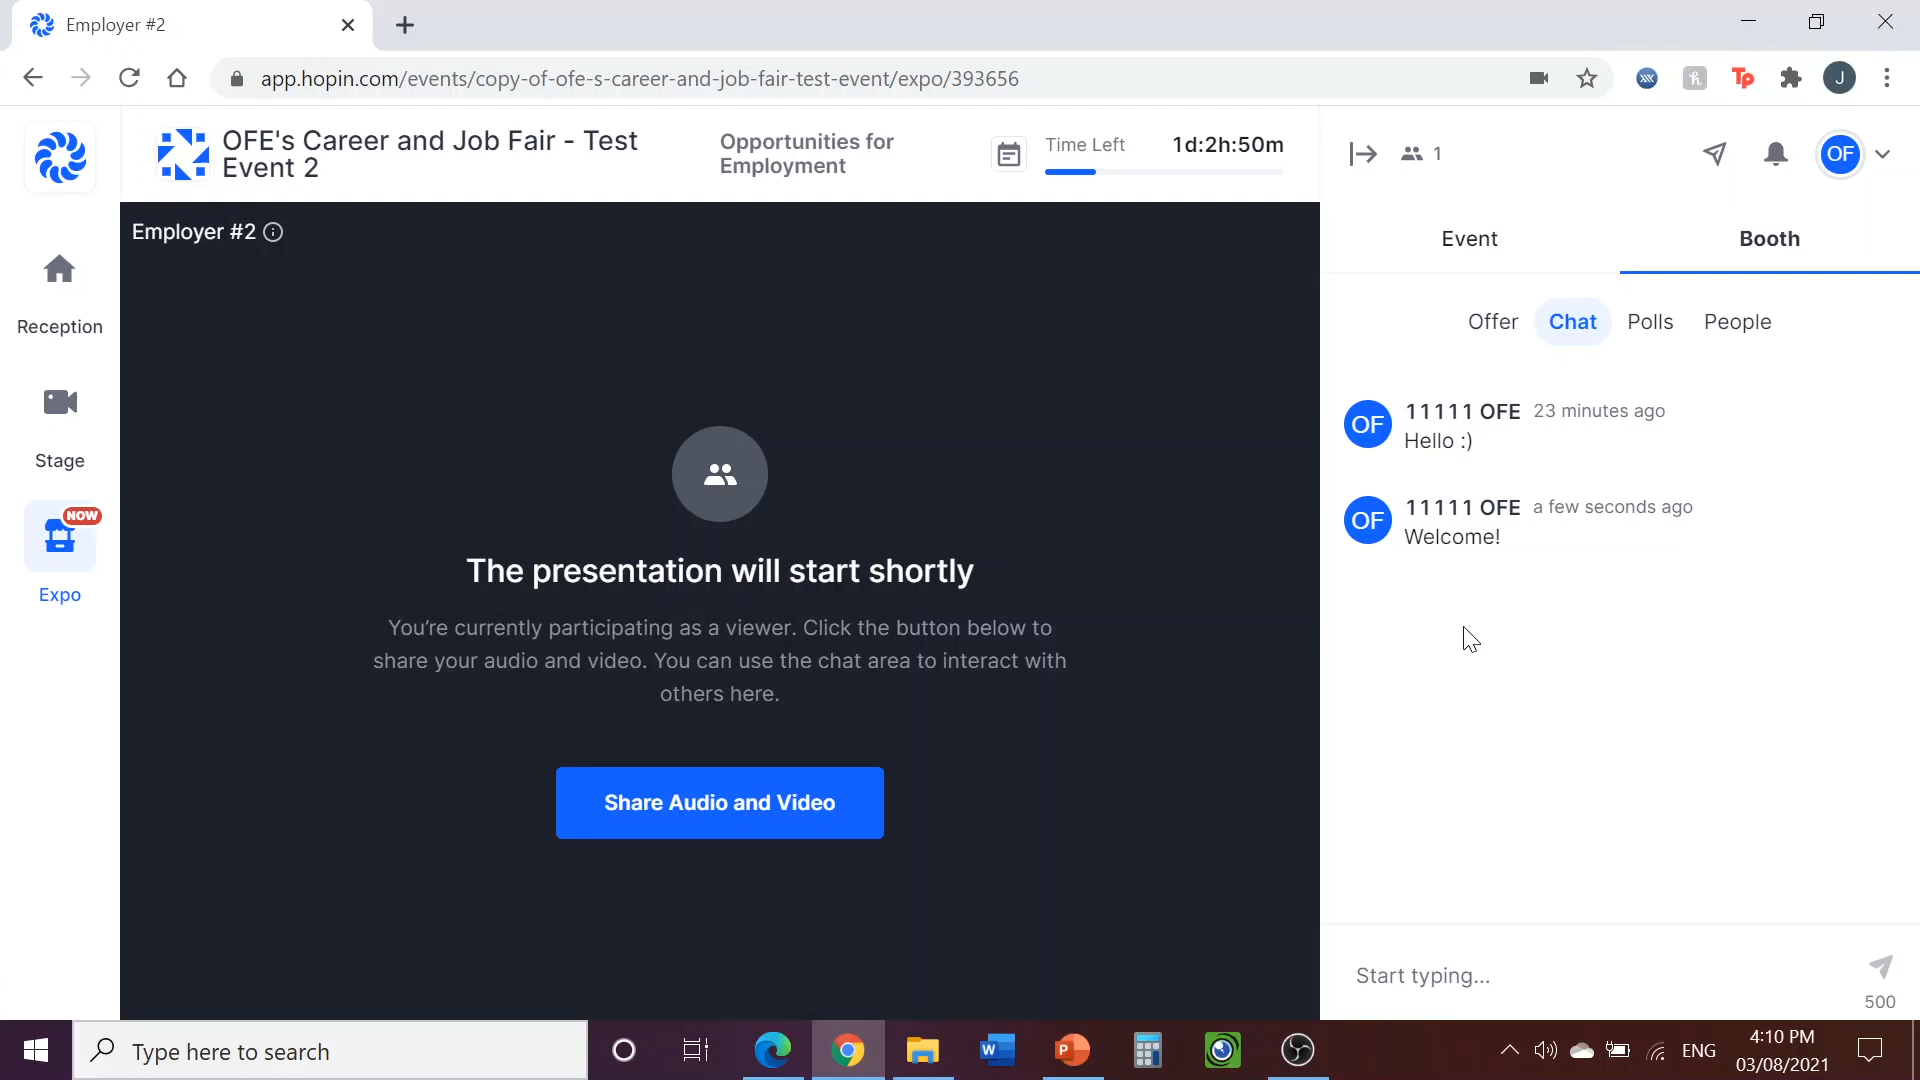 Employer #2
app.hopin.com/events/copy-of-ofe-s-career-and-job-fair-test-event/expo/393656
J
OFE's Career and Job Fair - Test
Event 2
Opportunities for
Employment
Time Left
1d:2h:50m
1
OF
Reception
Stage
NOW
Expo
Employer #2
The presentation will start shortly
You're currently participating as a viewer. Click the button below to
share your audio and video. You can use the chat area to interact with
others here.
Share Audio and Video
Event
Booth
Offer
Chat
Polls
People
OF
11111 OFE
23 minutes ago
Hello :)
OF
11111 OFE
a few seconds ago
Welcome!
Start typing...
500
Type here to search
ENG
4:10 PM
03/08/2021